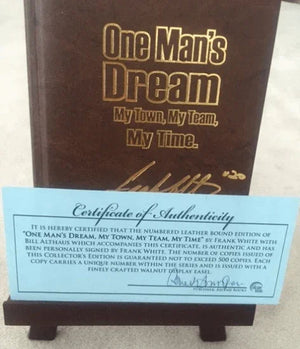 One Man's
Dream
My Town, My Team,
My Time.
#20
Certificate of Authenticity
IT IS HEREBY CERTIFIED THAT THE NUMBERED LEATHER BOUND EDITION OF
"ONE MAN'S DREAM, MY TOWN, MY TEAM, MY TIME" BY FRANK WHITE WITH
BILL ALTHAUS WHICH ACCOMPANIES THIS CERTIFICATE, IS AUTHENTIC AND HAS
BEEN PERSONALLY SIGNED BY FRANK WHITE. THE NUMBER OF COPIES ISSUED OF
THIS COLLECTOR'S EDITION IS GUARANTEED NOT TO EXCEED 500 COPIES. EACH
COPY CARRIES A UNIQUE NUMBER WITHIN THE SERIES AND IS ISSUED WITH A
FINELY CRAFTED WALNUT DISPLAY EASEL.